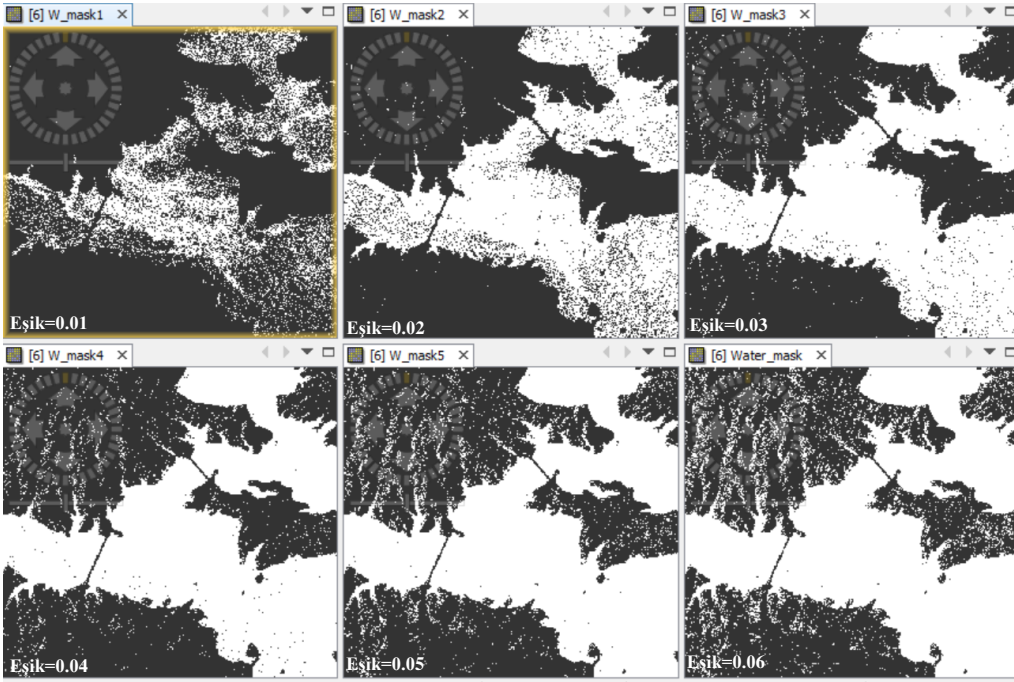 [6] W_mask1
[6] W_mask2
[6] W_mask3
Eşik=0.01
Eşik=0.02
Eşik=0.03
[6] W_mask4
[6] W_mask5
[6] Water_mask
Eşik=0.04
Eşik=0.05
Eşik=0.06